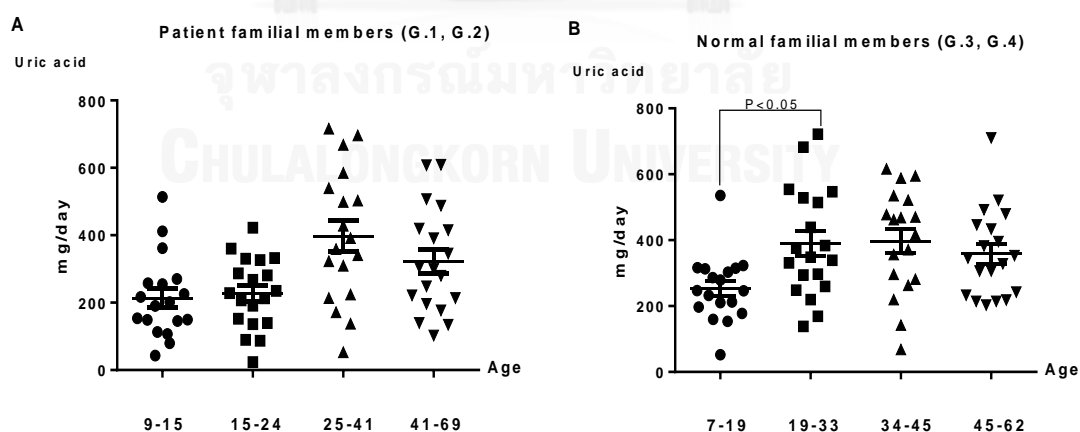 A
Patient familial members (G.1, G.2)
Uric acid
800
600
400
200
0
mg/day
Age
9-15 15-24 25-41 41-69
B
Normal familial members (G.3, G.4)
Uric acid
P<0.05
800
600
400
200
0
mg/day
Age
7-19 19-33 34-45 45-62
จุฬาลงกรณ์มหาวิทยาลัย
CHULALONGKORN UNIVERSITY